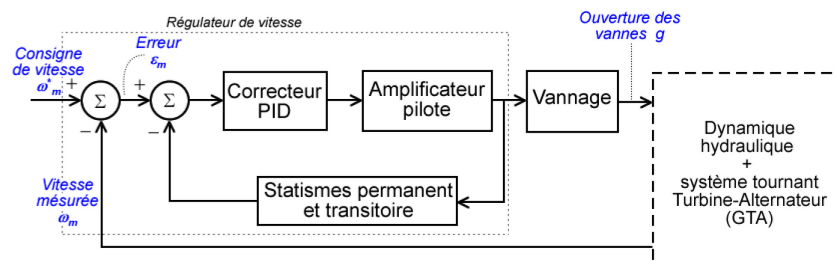 Régulateur de vitesse
Ouverture des
vannes g
Consigne
de vitesse
ω*m
Erreur
εm
+
Σ
−
+
Σ
−
Correcteur
PID
Amplificateur
pilote
Vannage
Dynamique
hydraulique
+
système tournant
Turbine-Alternateur
(GTA)
Statismes permanent
et transitoire
Vitesse
mésurée
ωm